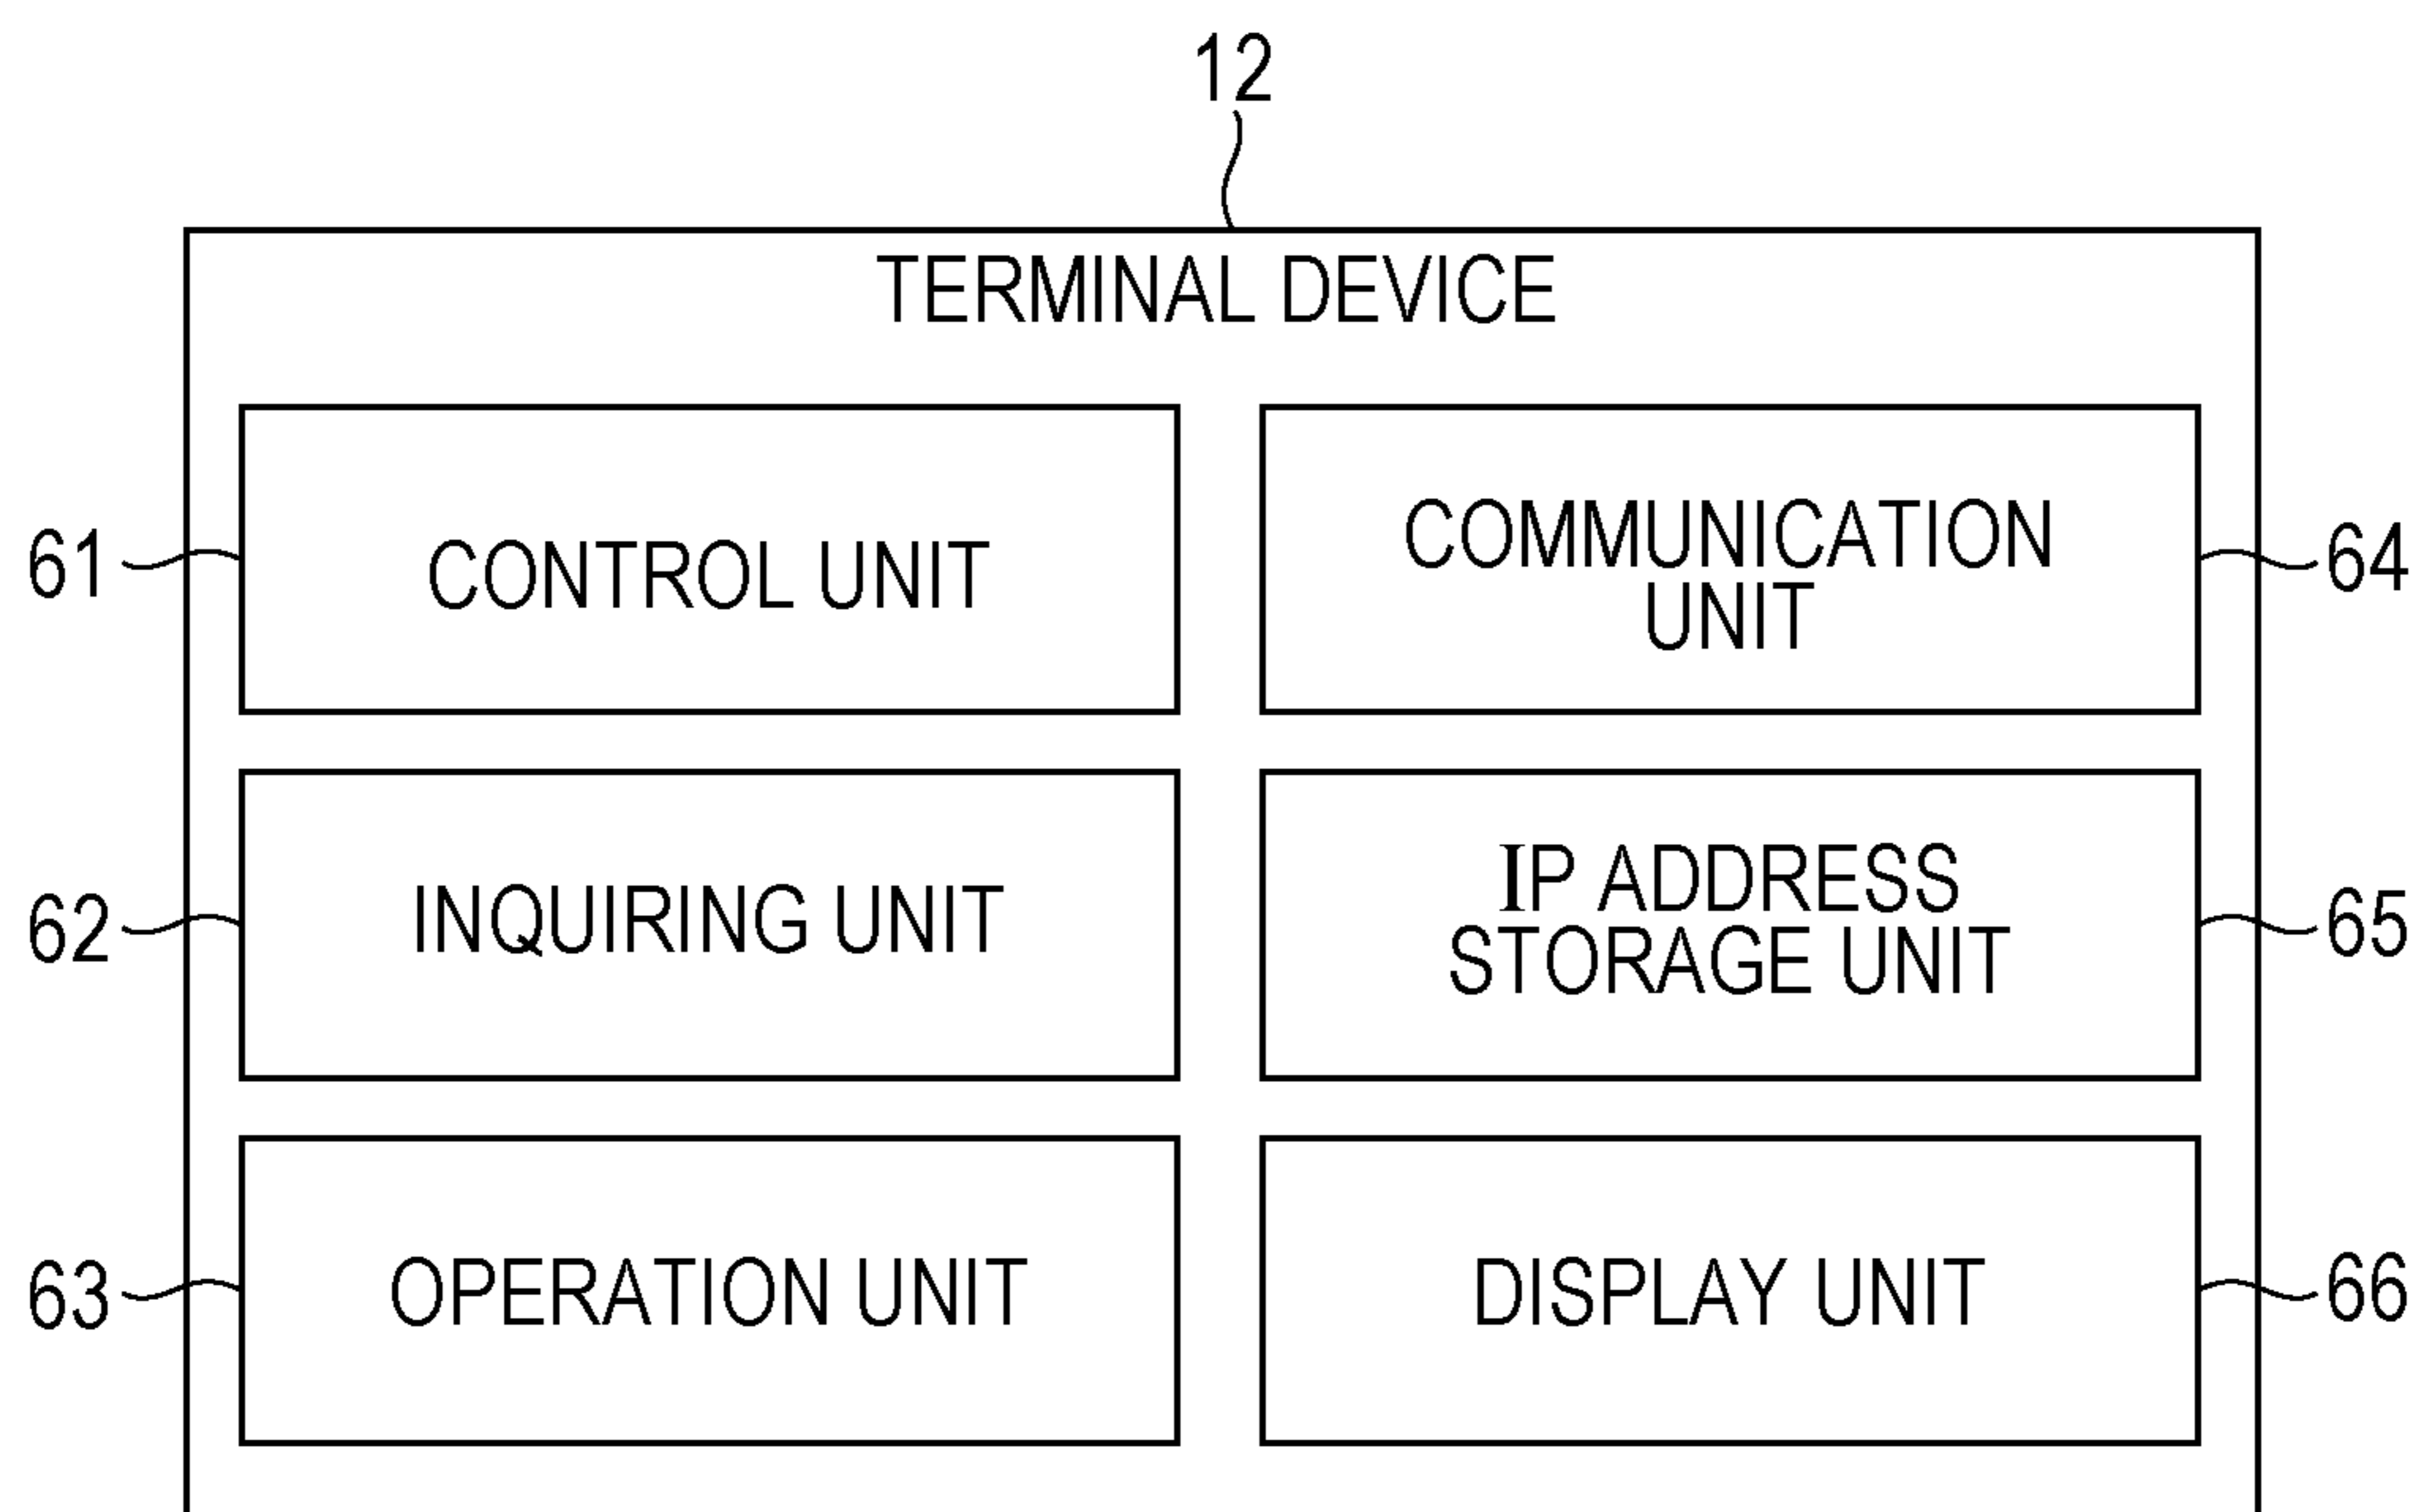 12
TERMINAL DEVICE
61
CONTROL UNIT
COMMUNICATION
UNIT
64
62
INQUIRING UNIT
IP ADDRESS
STORAGE UNIT
65
63
OPERATION UNIT
DISPLAY UNIT
66